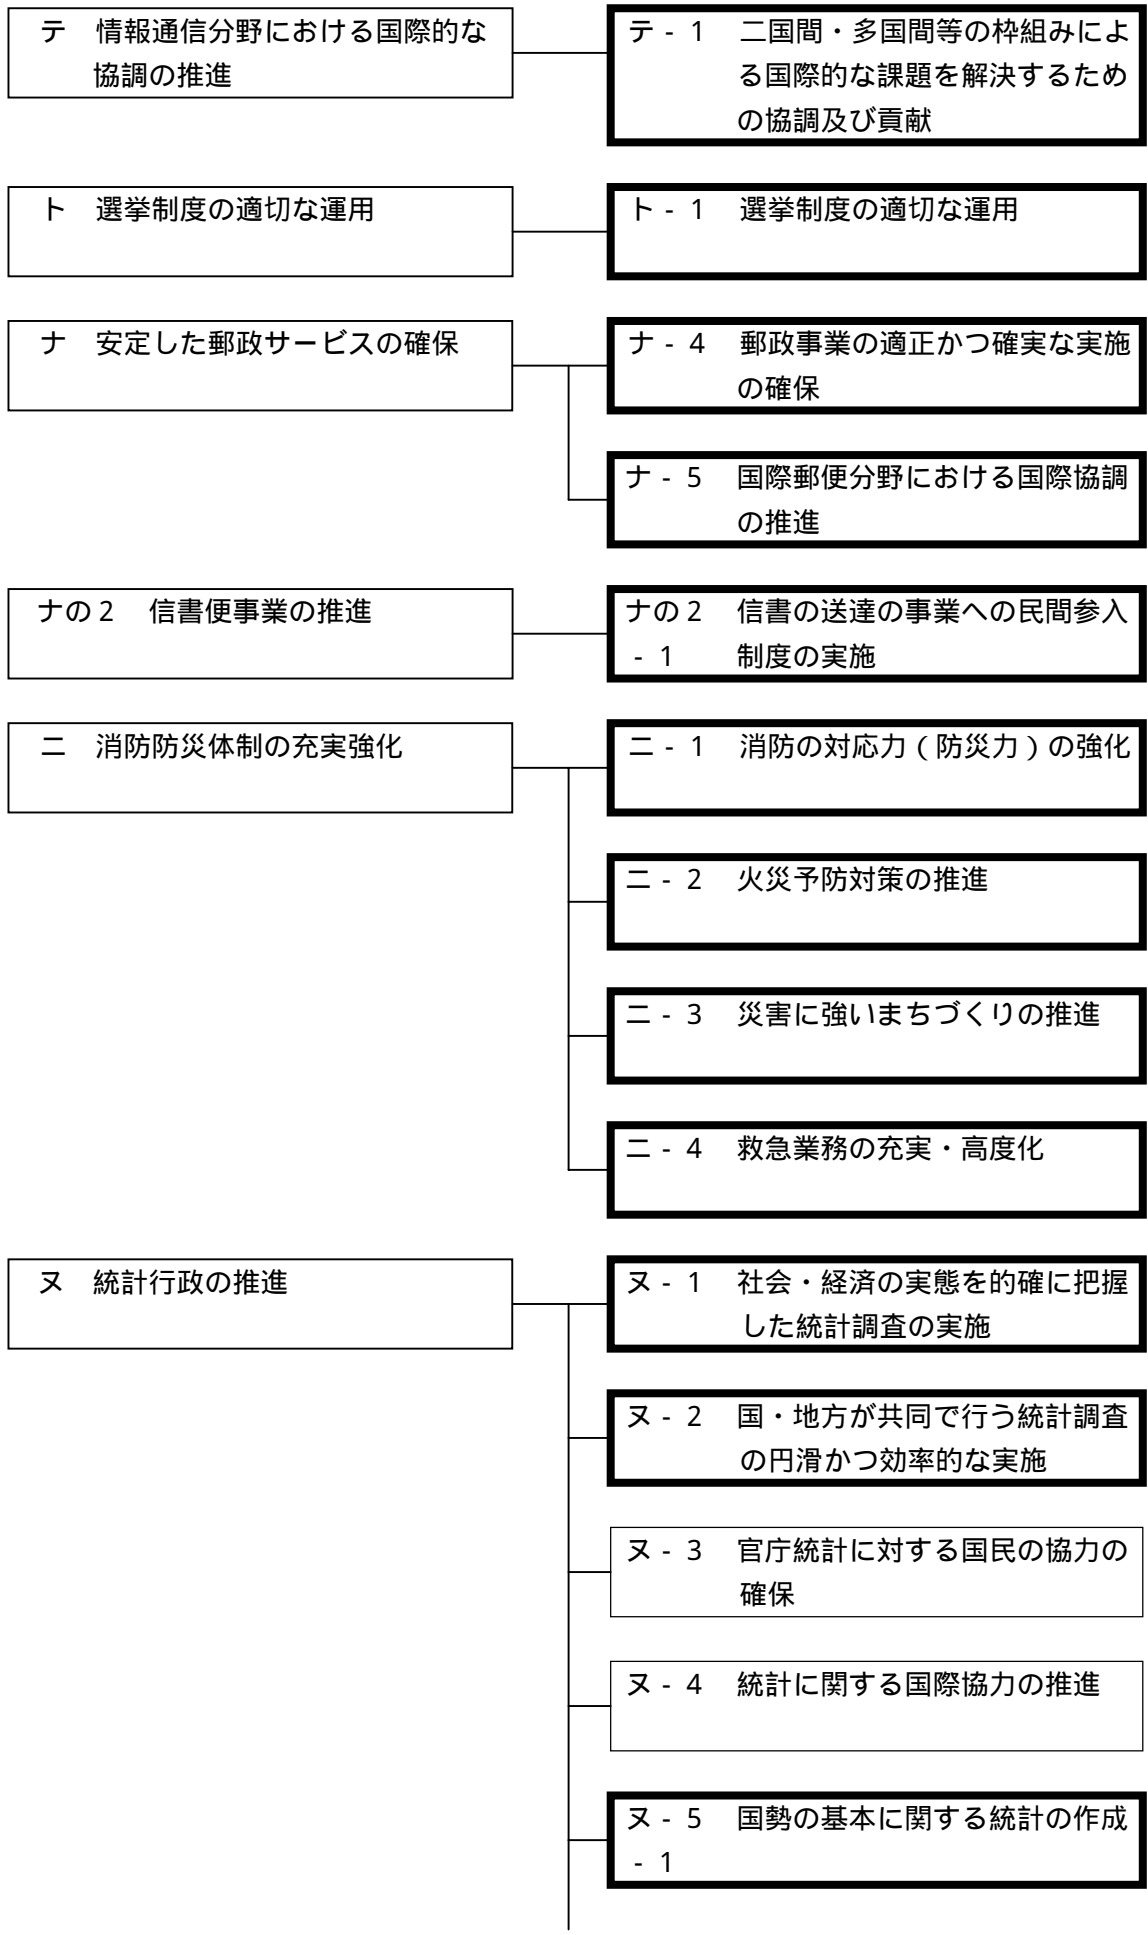 テ 情報通信分野における国際的な
協調の推進
テ - 1 二国間・多国間等の枠組みによ
る国際的な課題を解決するため
の協調及び貢献
ト 選挙制度の適切な運用
ト - 1 選挙制度の適切な運用
ナ 安定した郵政サービスの確保
ナ - 4 郵政事業の適正かつ確実な実施
の確保
ナ - 5 国際郵便分野における国際協調
の推進
ナの2 信書便事業の推進
ナの2 信書の送達の事業への民間参入
- 1 制度の実施
ニ 消防防災体制の充実強化
ニ - 1 消防の対応力(防災力)の強化
ニ - 2 火災予防対策の推進
ニ - 3 災害に強いまちづくりの推進
ニ - 4 救急業務の充実・高度化
ヌ 統計行政の推進
ヌ - 1 社会・経済の実態を的確に把握
した統計調査の実施
ヌ - 2 国・地方が共同で行う統計調査
の円滑かつ効率的な実施
ヌ - 3 官庁統計に対する国民の協力の
確保
ヌ - 4 統計に関する国際協力の推進
ヌ - 5 国勢の基本に関する統計の作成
- 1